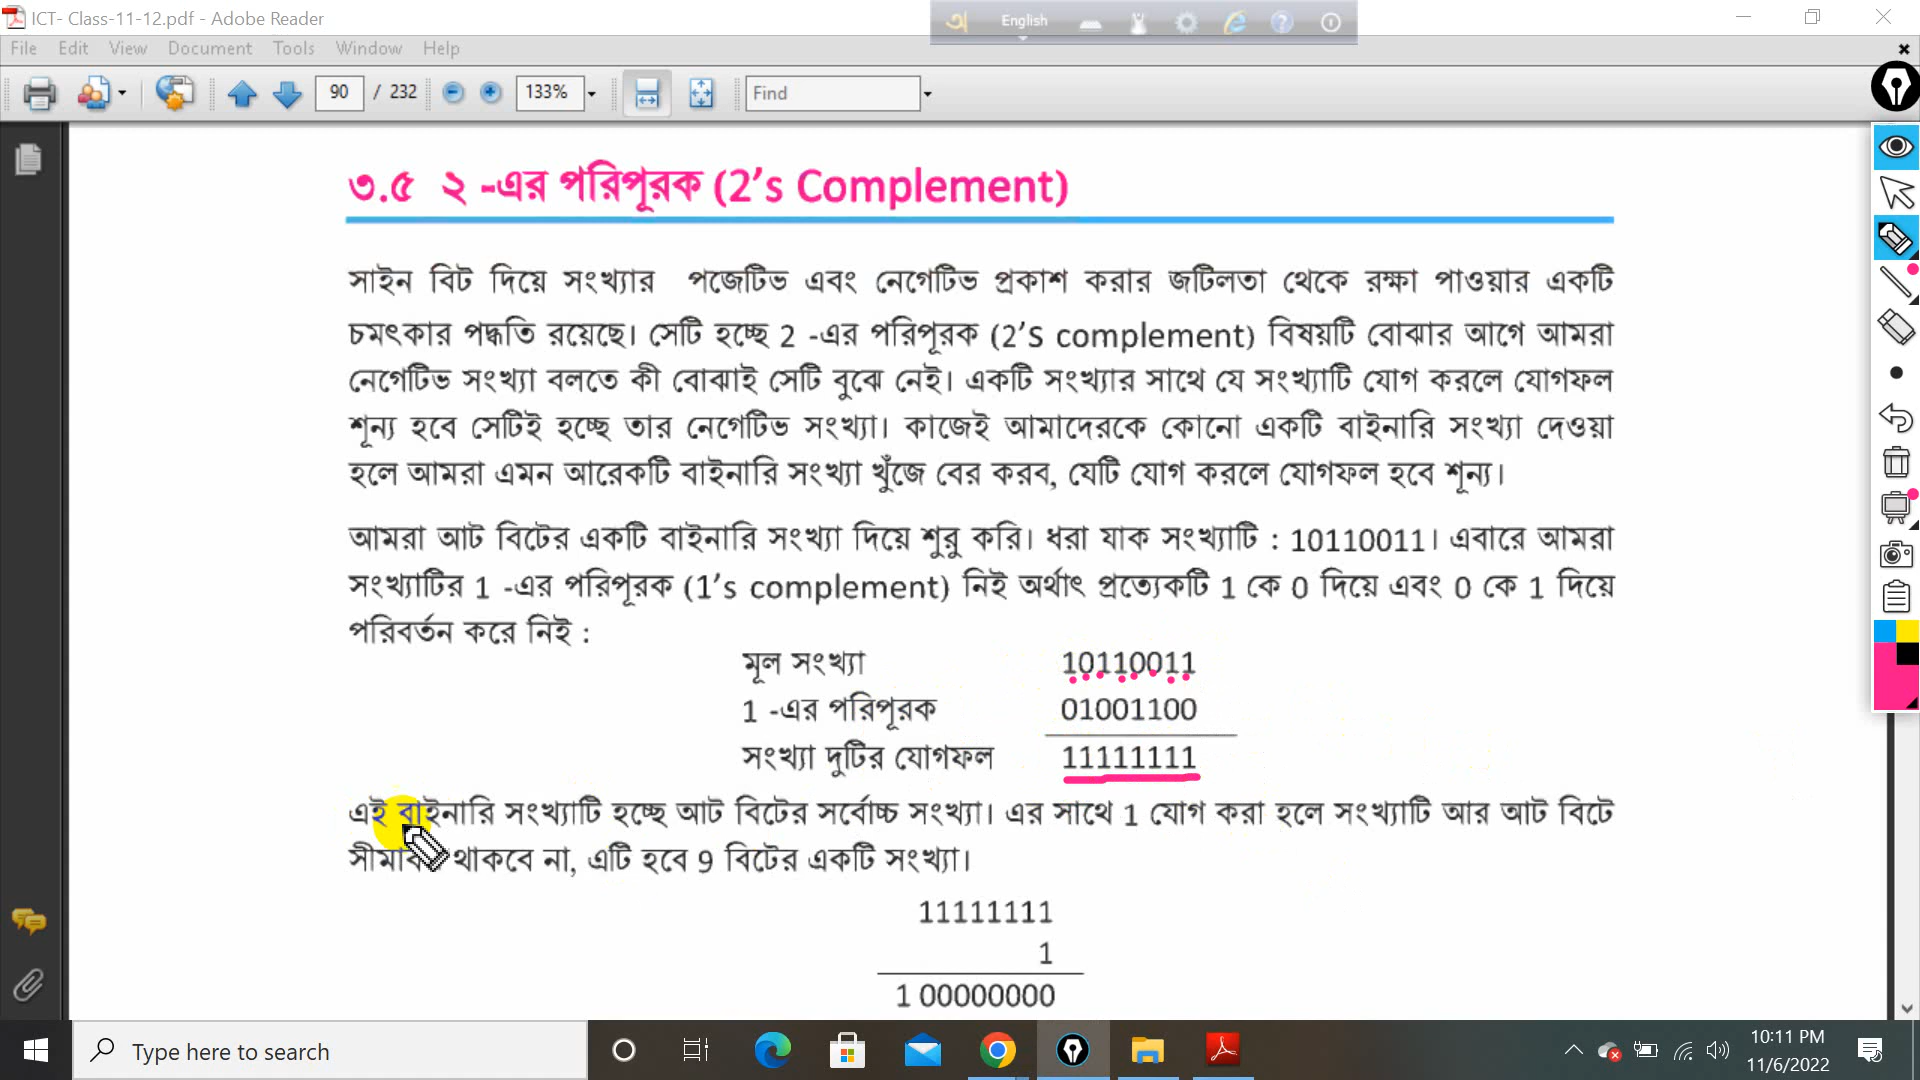 ICT- Class-11-12.pdf - Adobe Reader
English
File Edit View Document Tools Window Help
90 / 232 133% Find
৩.৫ ২ -এর পরিপূরক (2’s Complement)
সাইন বিট দিয়ে সংখ্যার পজেটিভ এবং নেগেটিভ প্রকাশ করার জটিলতা থেকে রক্ষা পাওয়ার একটি
চমৎকার পদ্ধতি রয়েছে। সেটি হচ্ছে 2 -এর পরিপূরক (2’S complement) বিষয়টি বোঝার আগে আমরা
নেগেটিভ সংখ্যা বলতে কী বোঝাই সেটি বুঝে নেই। একটি সংখ্যার সাথে যে সংখ্যাটি যোগ করলে যোগফল
শূন্য হবে সেটিই হচ্ছে তার নেগেটিভ সংখ্যা। কাজেই আমাদেরকে কোনো একটি বাইনারি সংখ্যা দেওয়া
হলে আমরা এমন আরেকটি বাইনারি সংখ্যা খুঁজে বের করব, যেটি যোগ করলে যোগফল হবে শূন্য।
আমরা আট বিটের একটি বাইনারি সংখ্যা দিয়ে শুরু করি। ধরা যাক সংখ্যাটি : 10110011। এবারে আমরা
সংখ্যাটির 1 -এর পরিপূরক (1’s complement) নিই অর্থাৎ প্রত্যেকটি 1 কে 0 দিয়ে এবং 0 কে 1 দিয়ে
পরিবর্তন করে নিই :
মূল সংখ্যা 10110011
1 -এর পরিপূরক 01001100
সংখ্যা দুটির যোগফল 11111111
এই বাইনারি সংখ্যাটি হচ্ছে আট বিটের সর্বোচ্চ সংখ্যা। এর সাথে 1 যোগ করা হলে সংখ্যাটি আর আট বিটে
থাকবে না, এটি হবে 9 বিটের একটি সংখ্যা।
11111111
1
1 00000000
Type here to search
10:11 PM
11/6/2022